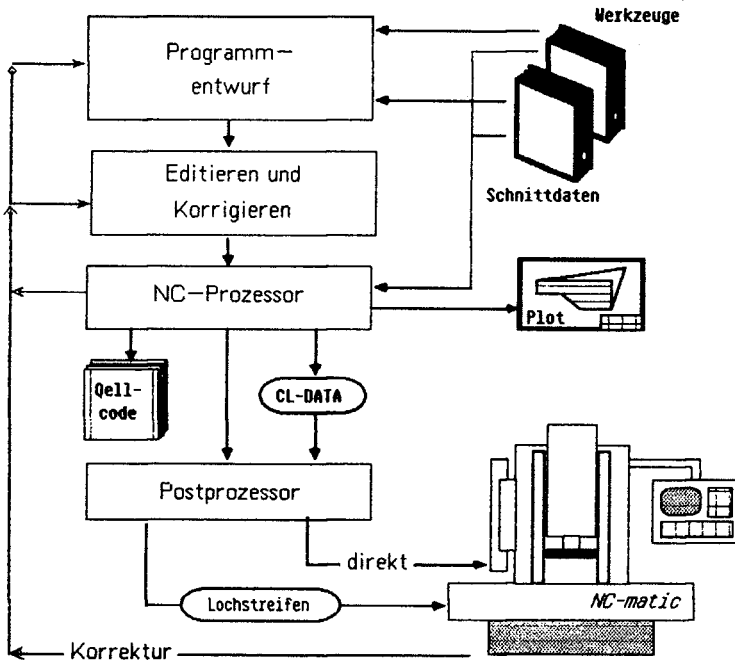 Werkzeuge
Programm-
entwurf
Editieren und
Korrigieren
Schnittdaten
NC-Prozessor
Plot
Qell-
code
CL-DATA
Postprozessor
direkt
Lochstreifen
NC-matic
Korrektur